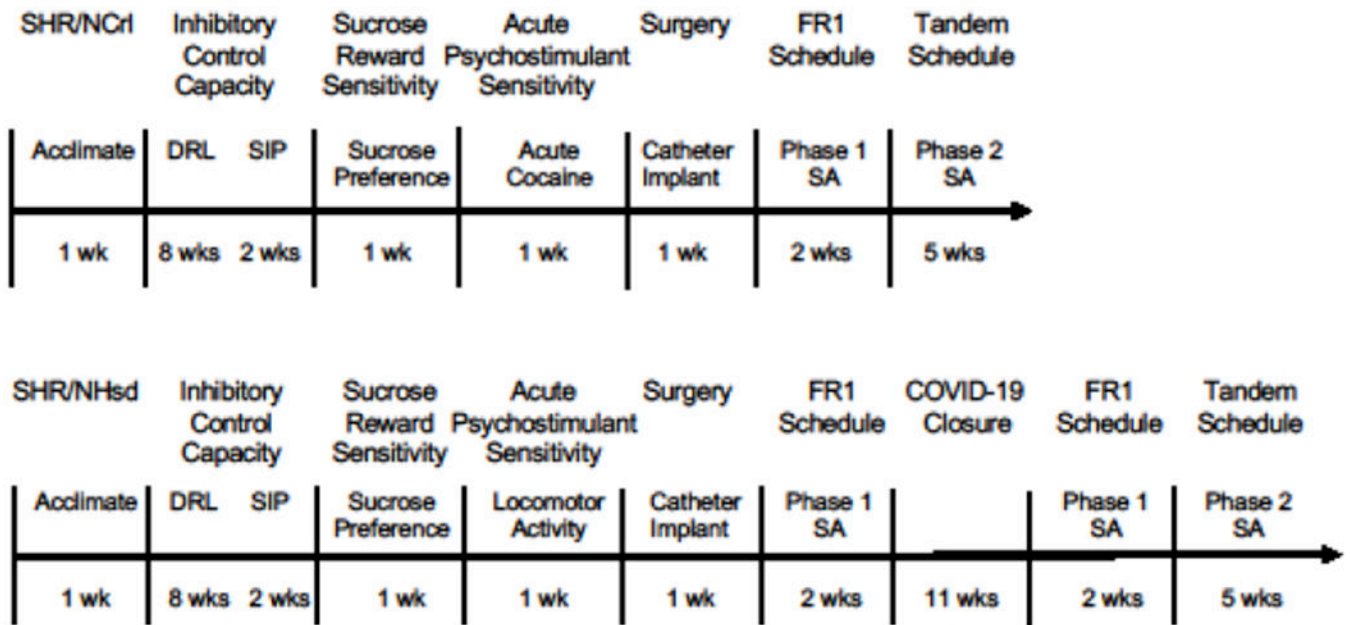 SHR/NCrl Inhibitory Sucrose Acute Surgery FR1 Tandem
Control Reward Psychostimulant Schedule Schedule
Capacity Sensitivity Sensitivity
Acclimate DRL SIP Sucrose Acute Catheter Phase 1 Phase 2
Preference Cocaine Implant SA SA
1 wk 8 wks 2 wks 1 wk 1 wk 1 wk 2 wks 5 wks
SHR/NHsd Inhibitory Sucrose Acute Surgery FR1 COVID-19 FR1 Tandem
Control Reward Psychostimulant Schedule Closure Schedule Schedule
Capacity Sensitivity Sensitivity
Acclimate DRL SIP Sucrose Locomotor Catheter Phase 1 Phase 1 Phase 2
Preference Activity Implant SA SA SA
1 wk 8 wks 2 wks 1 wk 1 wk 1 wk 2 wks 11 wks 2 wks 5 wks